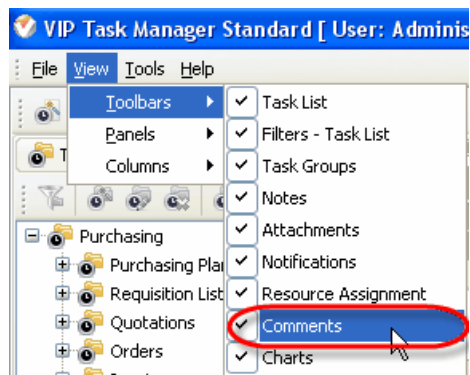 VIP Task Manager Standard [ User: Adminis
File View Tools Help
Toolbars
Panels
Columns
Task List
Filters - Task List
Task Groups
Notes
Attachments
Notifications
Resource Assignment
Comments
Charts
T
Purchasing
Purchasing Pla
Requisition List
Quotations
Orders